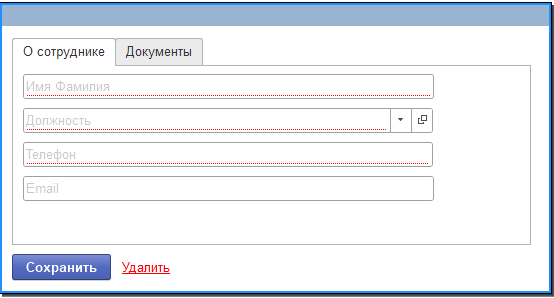 О сотруднике Документы
Имя Фамилия
Должность
Телефон
Email
Сохранить Удалить